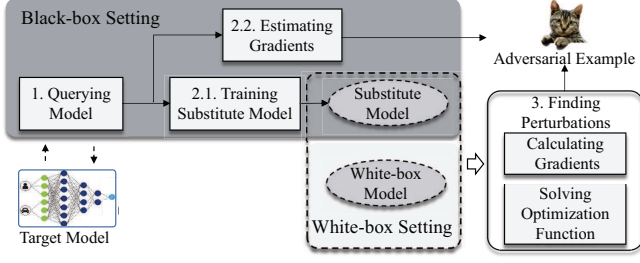 Black-box Setting
2.2. Estimating
Gradients
Adversarial Example
1. Querying
Model
2.1. Training
Substitute Model
Substitute
Model
3. Finding
Perturbations
Calculating
Gradients
White-box
Model
Solving
Optimization
Function
White-box Setting
Target Model